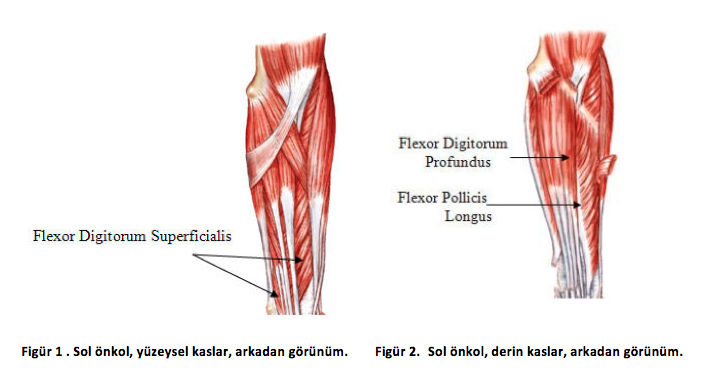 Flexor Digitorum
Profundus
Flexor Pollicis
Longus
Flexor Digitorum Superficialis
Figür 1 . Sol önkol, yüzeysel kaslar, arkadan görünüm.
Figür 2. Sol önkol, derin kaslar, arkadan görünüm.